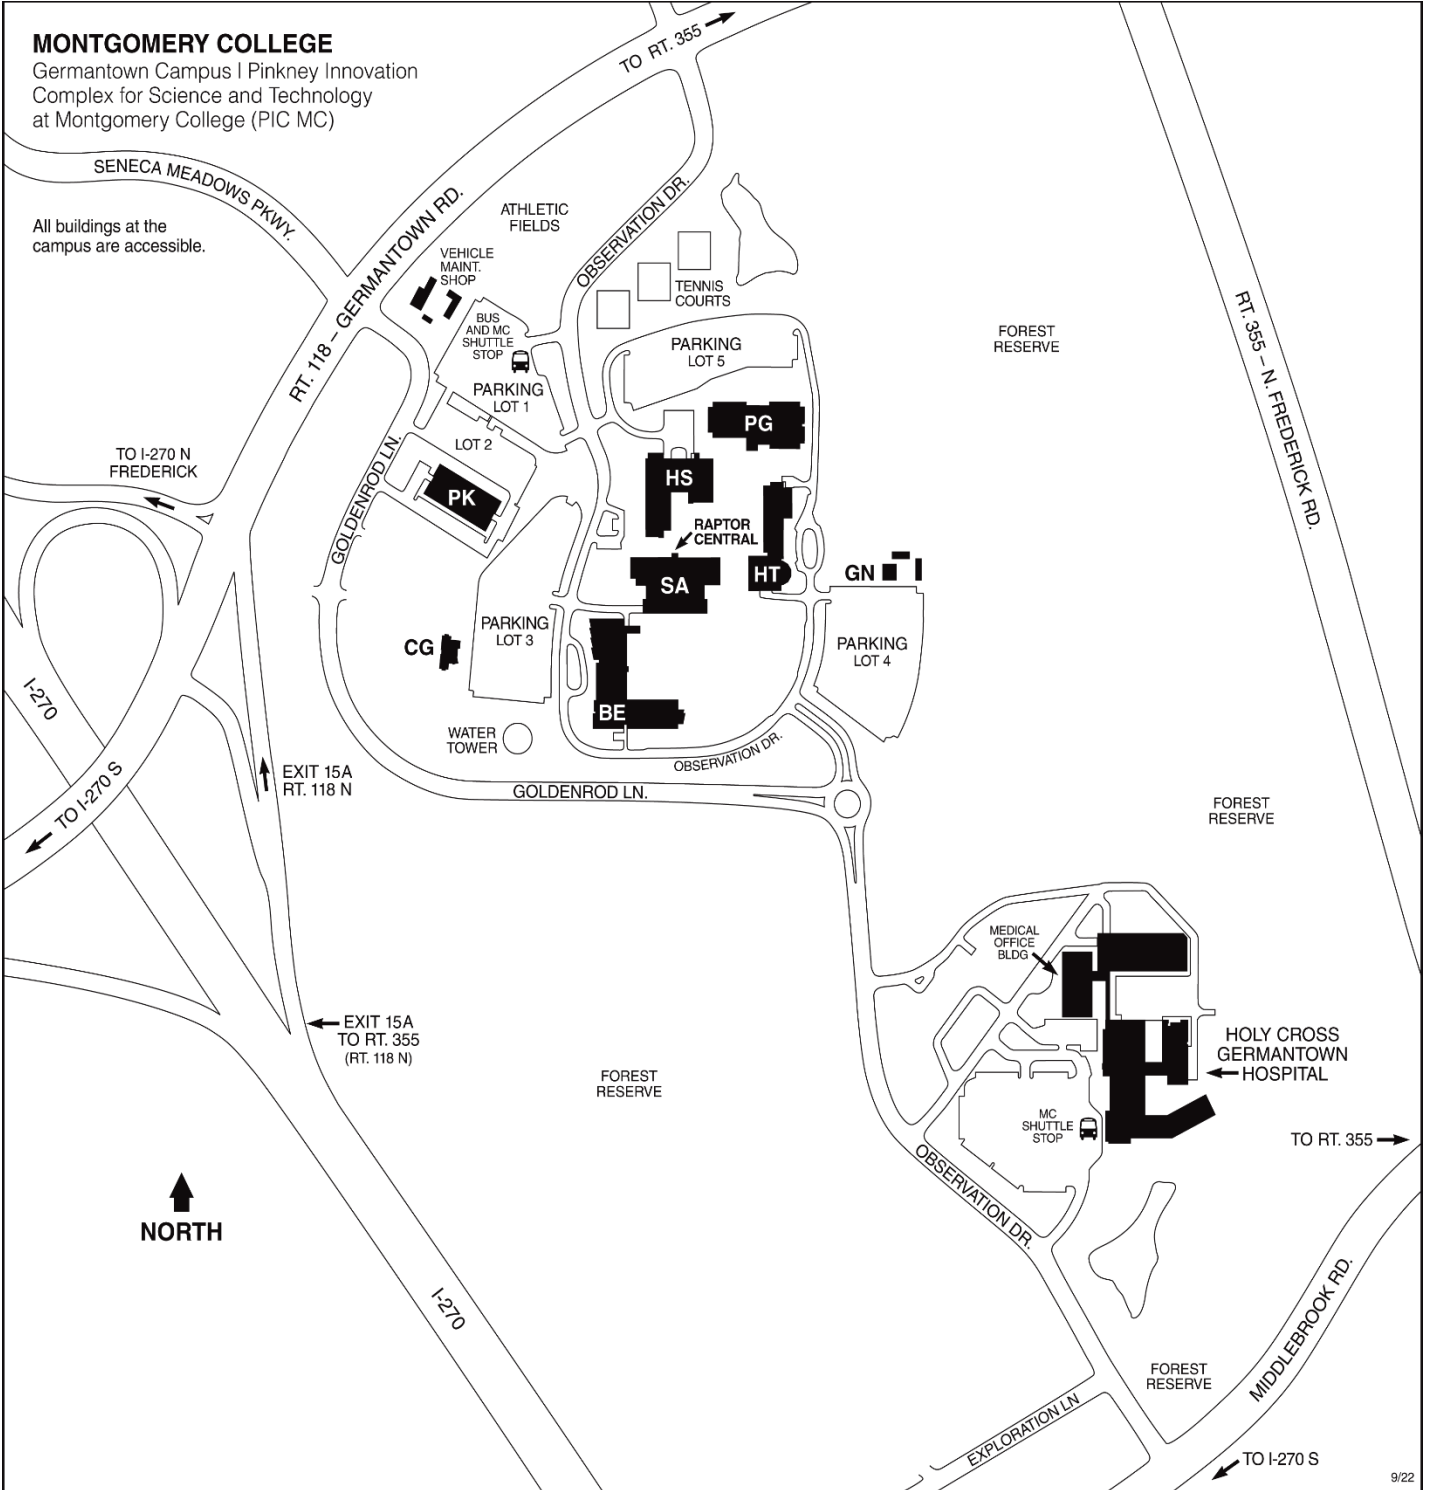 MONTGOMERY COLLEGE
Germantown Campus | Pinkney Innovation
Complex for Science and Technology
at Montgomery College (PIC MC)
TO RT. 355
SENECA MEADOWS PKWY.
All buildings at the
campus are accessible.
RT. 118 – GERMANTOWN RD.
ATHLETIC
FIELDS
OBSERVATION DR.
VEHICLE
MAINT.
SHOP
TENNIS
COURTS
BUS
AND MC
SHUTTLE
STOP
PARKING
LOT 1
PARKING
LOT 5
FOREST
RESERVE
RT. 355 – N. FREDERICK RD.
PG
LOT 2
TO I-270 N
FREDERICK
GOLDENROD LN.
PK
HS
RAPTOR
CENTRAL
SA
HT
GN
PARKING
LOT 3
CG
PARKING
LOT 4
BE
I-270
WATER
TOWER
OBSERVATION DR.
EXIT 15A
RT. 118 N
TO I-270 S
GOLDENROD LN.
FOREST
RESERVE
MEDICAL
OFFICE
BLDG
EXIT 15A
TO RT. 355
(RT. 118 N)
HOLY CROSS
GERMANTOWN
HOSPITAL
FOREST
RESERVE
MC
SHUTTLE
STOP
TO RT. 355
OBSERVATION DR.
NORTH
I-270
MIDDLEBROOK RD.
FOREST
RESERVE
EXPLORATION LN
TO I-270 S
9/22